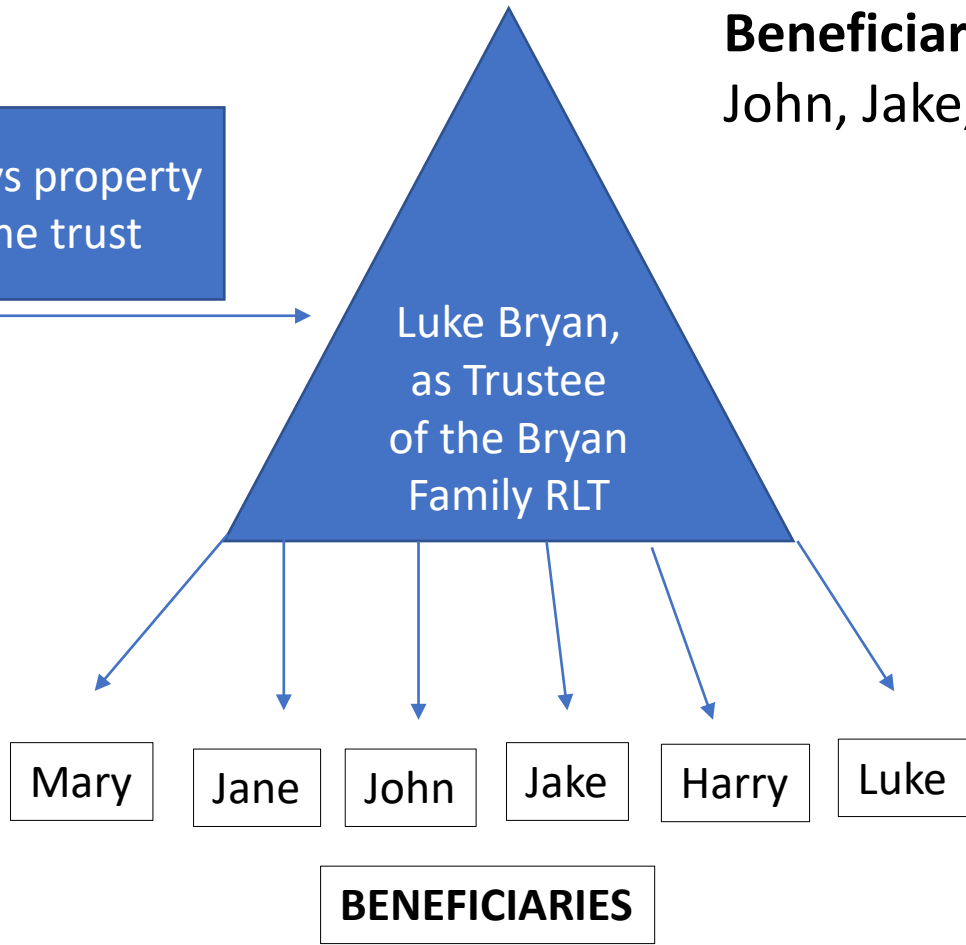 Beneficiar
John, Jake,
ys property
he trust
Luke Bryan,
as Trustee
of the Bryan
Family RLT
Mary
Jane
John
Jake
Harry
Luke
BENEFICIARIES